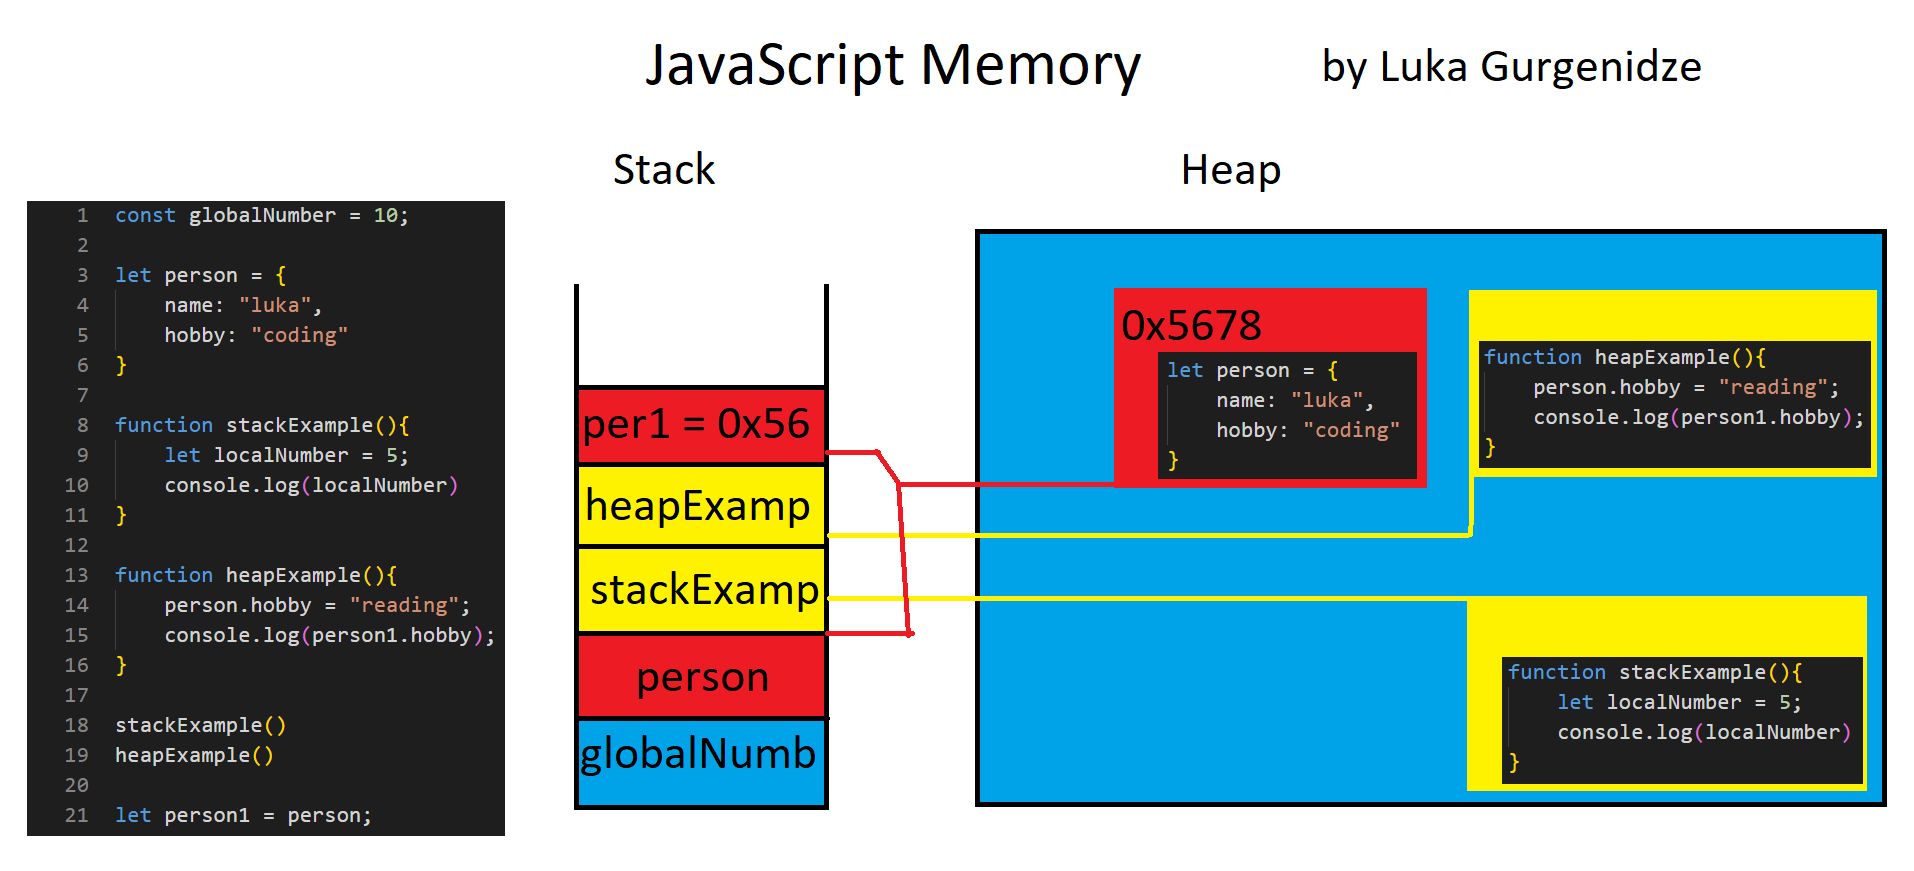 JavaScript Memory
by Luka Gurgenidze
Stack
Heap
1 const globalNumber = 10;
2
3 let person = {
4     name: "luka",
5     hobby: "coding"
6 }
7
8 function stackExample(){
9     let localNumber = 5;
10     console.log(localNumber)
11 }
12
13 function heapExample(){
14     person.hobby = "reading";
15     console.log(person1.hobby);
16 }
17
18 stackExample()
19 heapExample()
20
21 let person1 = person;
per1 = 0x56
heapExamp
stackExamp
person
globalNumb
0x5678
let person = {
    name: "luka",
    hobby: "coding"
}
function heapExample(){
    person.hobby = "reading";
    console.log(person1.hobby);
}
function stackExample(){
    let localNumber = 5;
    console.log(localNumber)
}